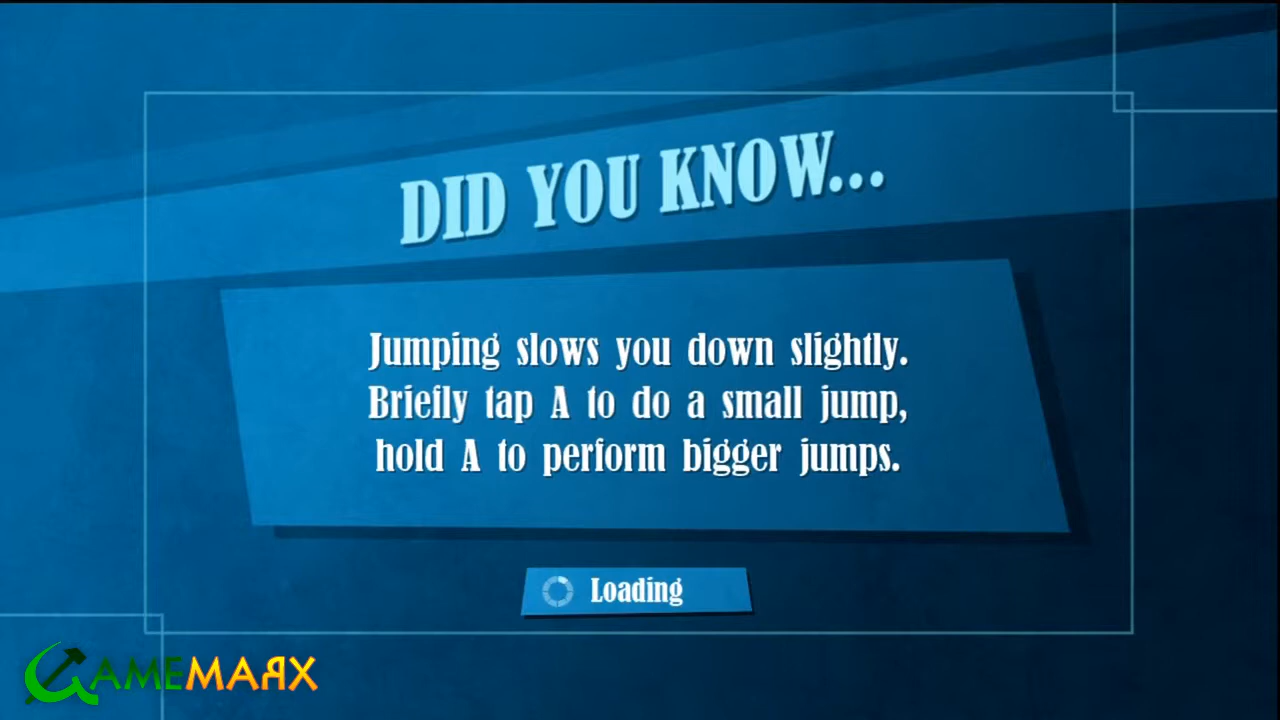 DID YOU KNOW...
Jumping slows you down slightly.
Briefly tap A to do a small jump,
hold A to perform bigger jumps.
Loading
GAMEMARX